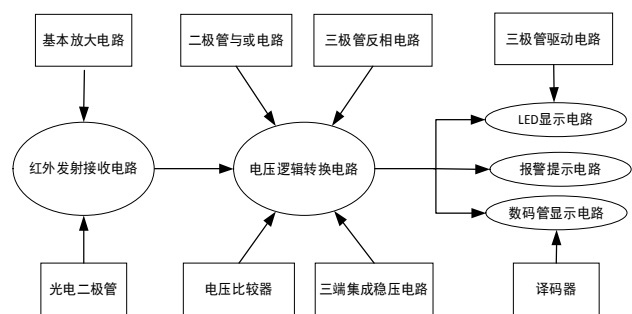 基本放大电路
二极管与或电路
三极管反相电路
三极管驱动电路
LED显示电路
红外发射接收电路
电压逻辑转换电路
报警提示电路
数码管显示电路
光电二极管
电压比较器
三端集成稳压电路
译码器